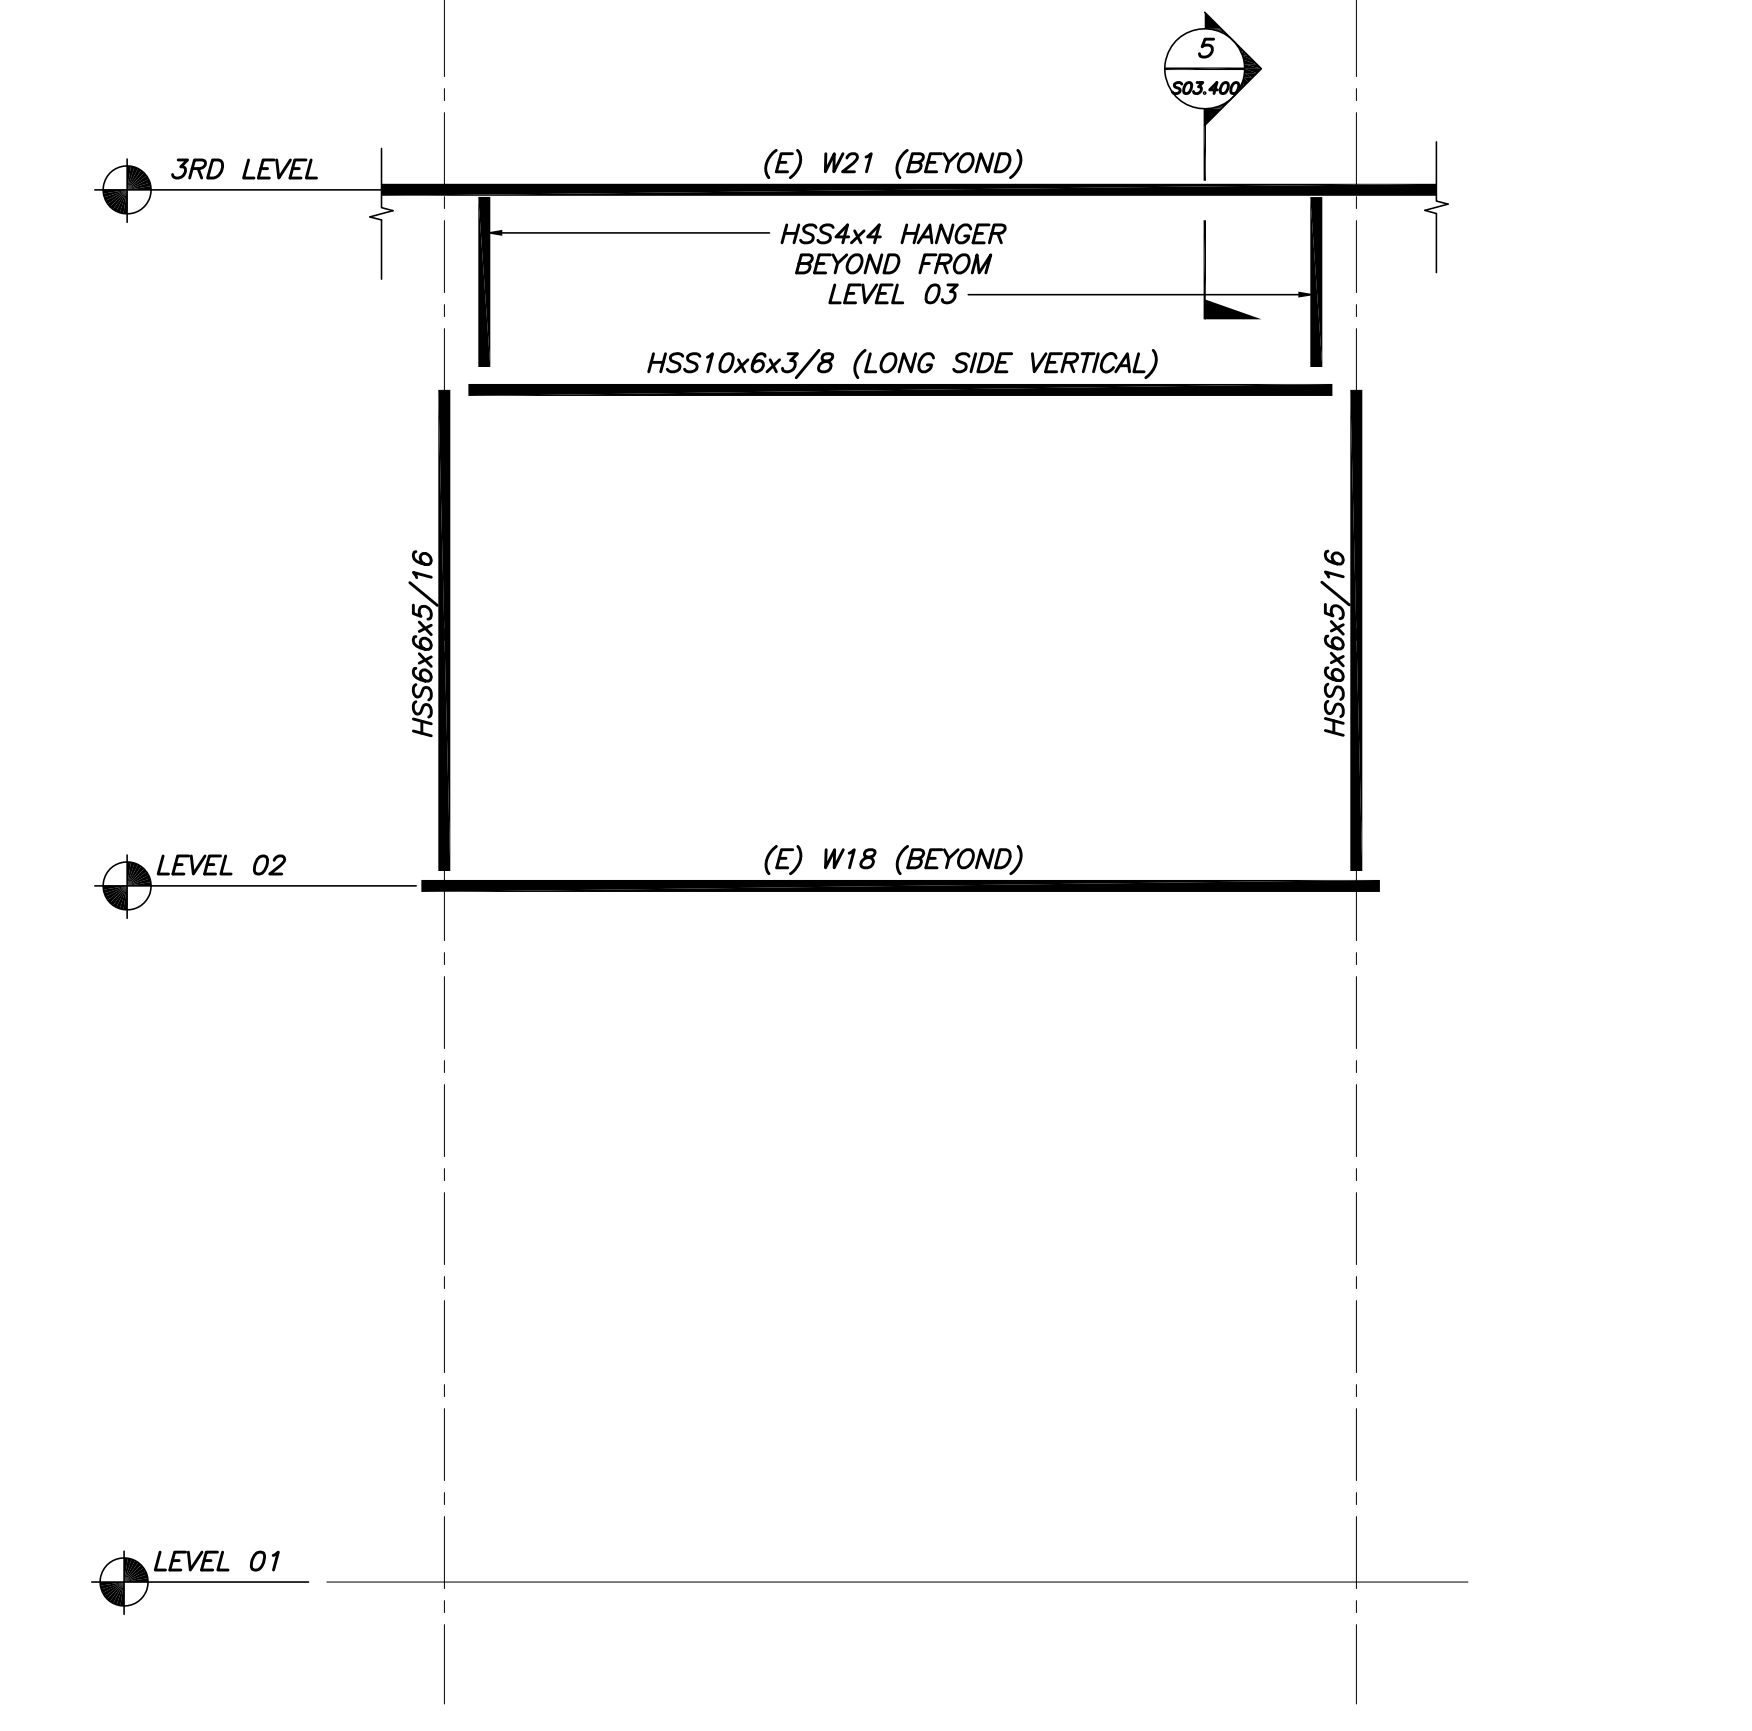 5
S03.400
3RD LEVEL
(E) W21 (BEYOND)
HSS4x4 HANGER
BEYOND FROM
LEVEL 03
HSS10x6x3/8 (LONG SIDE VERTICAL)
HSS6x6x5/16
HSS6x6x5/16
LEVEL 02
(E) W18 (BEYOND)
LEVEL 01